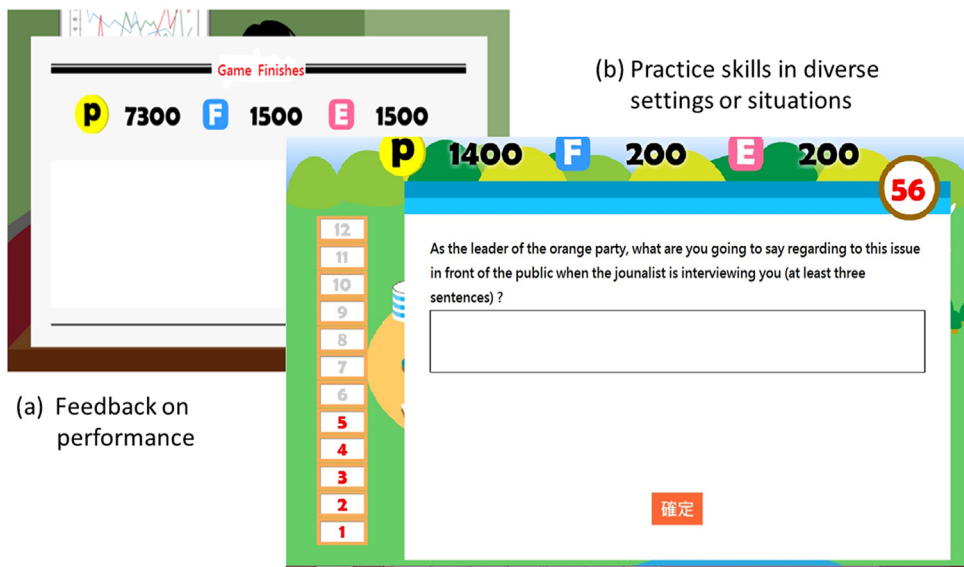 Game Finishes
P 7300 F 1500 E 1500
(b) Practice skills in diverse
settings or situations
P 1400 F 200 E 200
56
12
11
10
9
8
7
6
5
4
3
2
1
As the leader of the orange party, what are you going to say regarding to this issue
in front of the public when the jounalist is interviewing you (at least three
sentences) ?
確定
(a) Feedback on
performance